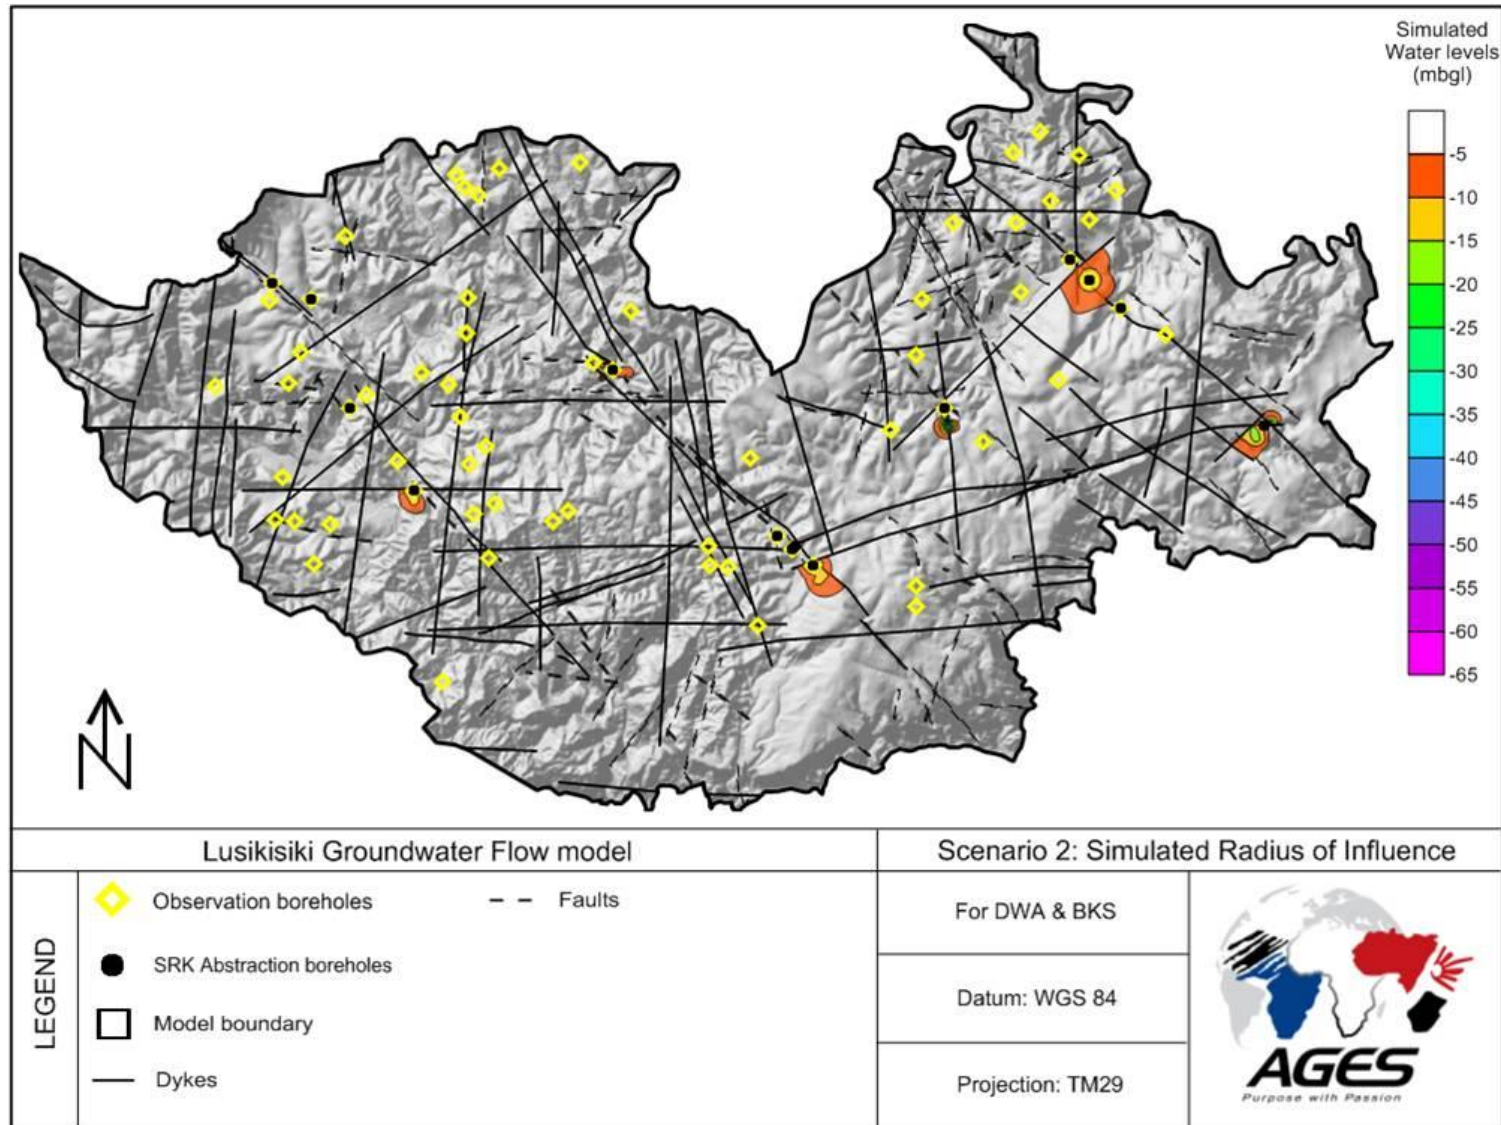 Simulated
Water levels
(mbgl)
-5
-10
-15
-20
-25
-30
-35
-40
-45
-50
-55
-60
-65
N
Lusikisiki Groundwater Flow model
Scenario 2: Simulated Radius of Influence
LEGEND
Observation boreholes
Faults
SRK Abstraction boreholes
Model boundary
Dykes
For DWA & BKS
Datum: WGS 84
Projection: TM29
AGES
Purpose with Passion